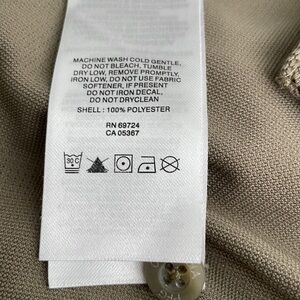 MACHINE WASH COLD GENTLE,
DO NOT BLEACH. TUMBLE
DRY LOW, REMOVE PROMPTLY,
IRON LOW, DO NOT USE FABRIC
SOFTENER, IF PRESENT
DO NOT IRON DECAL,
DO NOT DRYCLEAN
SHELL : 100% POLYESTER
RN 69724
CA 05367
30 C